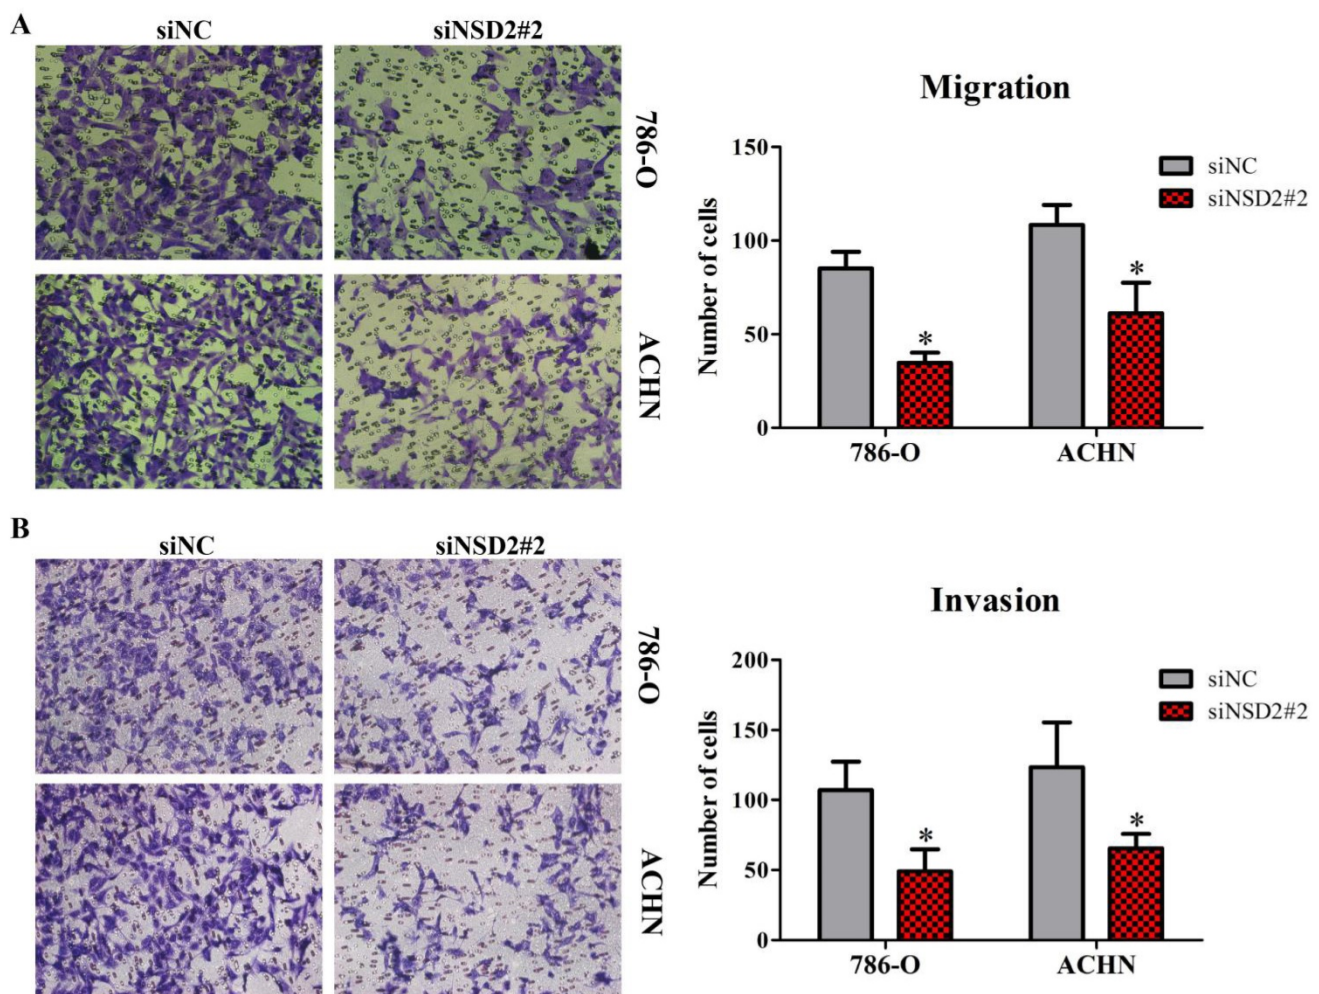 A
siNC siNSD2#2
786-O
ACHN
Migration
Number of cells
150
100
50
0
siNC
siNSD2#2
*
*
786-O ACHN
B
siNC siNSD2#2
786-O
ACHN
Invasion
Number of cells
200
150
100
50
0
siNC
siNSD2#2
*
*
786-O ACHN